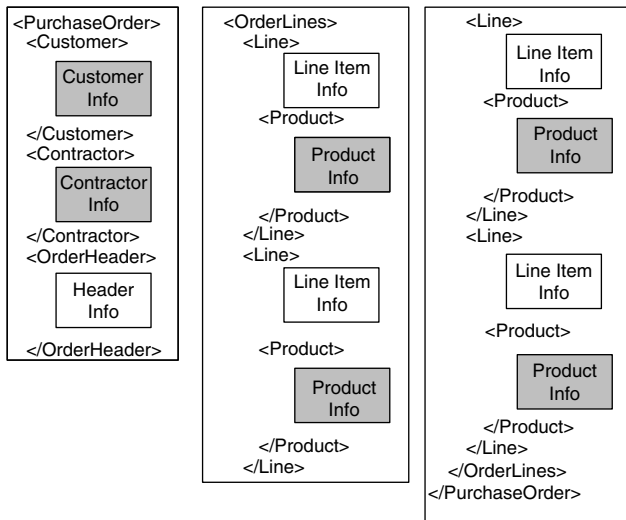 <PurchaseOrder>
<Customer>
Customer
Info
</Customer>
<Contractor>
Contractor
Info
</Contractor>
<OrderHeader>
Header
Info
</OrderHeader>
<OrderLines>
<Line>
Line Item
Info
<Product>
Product
Info
</Product>
</Line>
<Line>
Line Item
Info
<Product>
Product
Info
</Product>
</Line>
<Line>
Line Item
Info
<Product>
Product
Info
</Product>
</Line>
<Line>
Line Item
Info
<Product>
Product
Info
</Product>
</Line>
</OrderLines>
</PurchaseOrder>